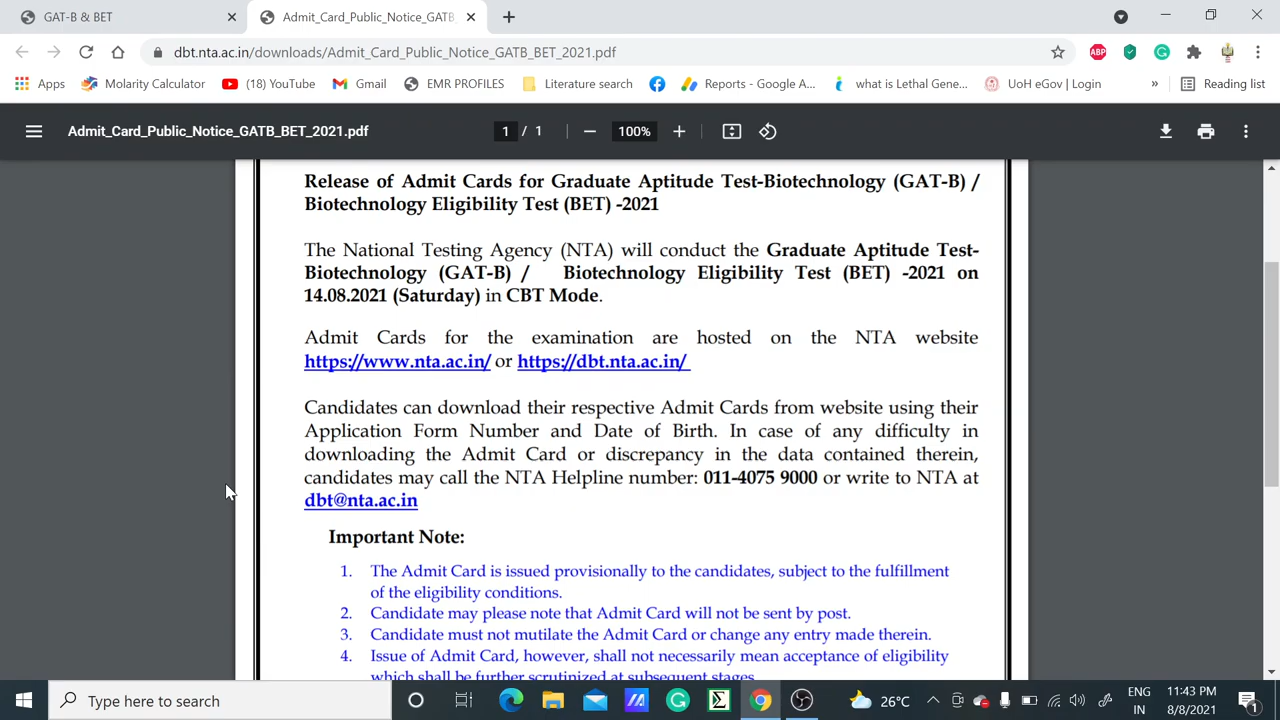 GAT-B & BET
Admit_Card_Public_Notice_GATB_BET
dbt.nta.ac.in/downloads/Admit_Card_Public_Notice_GATB_BET_2021.pdf
ABP
Apps
Molarity Calculator
(18) YouTube
Gmail
EMR PROFILES
Literature search
Reports - Google A...
what is Lethal Gene...
UoH eGov | Login
»
Reading list
Admit_Card_Public_Notice_GATB_BET_2021.pdf
1 / 1
100%
Release of Admit Cards for Graduate Aptitude Test-Biotechnology (GAT-B) /
Biotechnology Eligibility Test (BET) -2021
The National Testing Agency (NTA) will conduct the Graduate Aptitude Test-
Biotechnology (GAT-B) / Biotechnology Eligibility Test (BET) -2021 on
14.08.2021 (Saturday) in CBT Mode.
Admit Cards for the examination are hosted on the NTA website
https://www.nta.ac.in/ or https://dbt.nta.ac.in/
Candidates can download their respective Admit Cards from website using their
Application Form Number and Date of Birth. In case of any difficulty in
downloading the Admit Card or discrepancy in the data contained therein,
candidates may call the NTA Helpline number: 011-4075 9000 or write to NTA at
dbt@nta.ac.in
Important Note:
1. The Admit Card is issued provisionally to the candidates, subject to the fulfillment
of the eligibility conditions.
2. Candidate may please note that Admit Card will not be sent by post.
3. Candidate must not mutilate the Admit Card or change any entry made therein.
4. Issue of Admit Card, however, shall not necessarily mean acceptance of eligibility
which shall be further scrutinized at subsequent stages.
Type here to search
26°C
ENG
IN
11:43 PM
8/8/2021
1